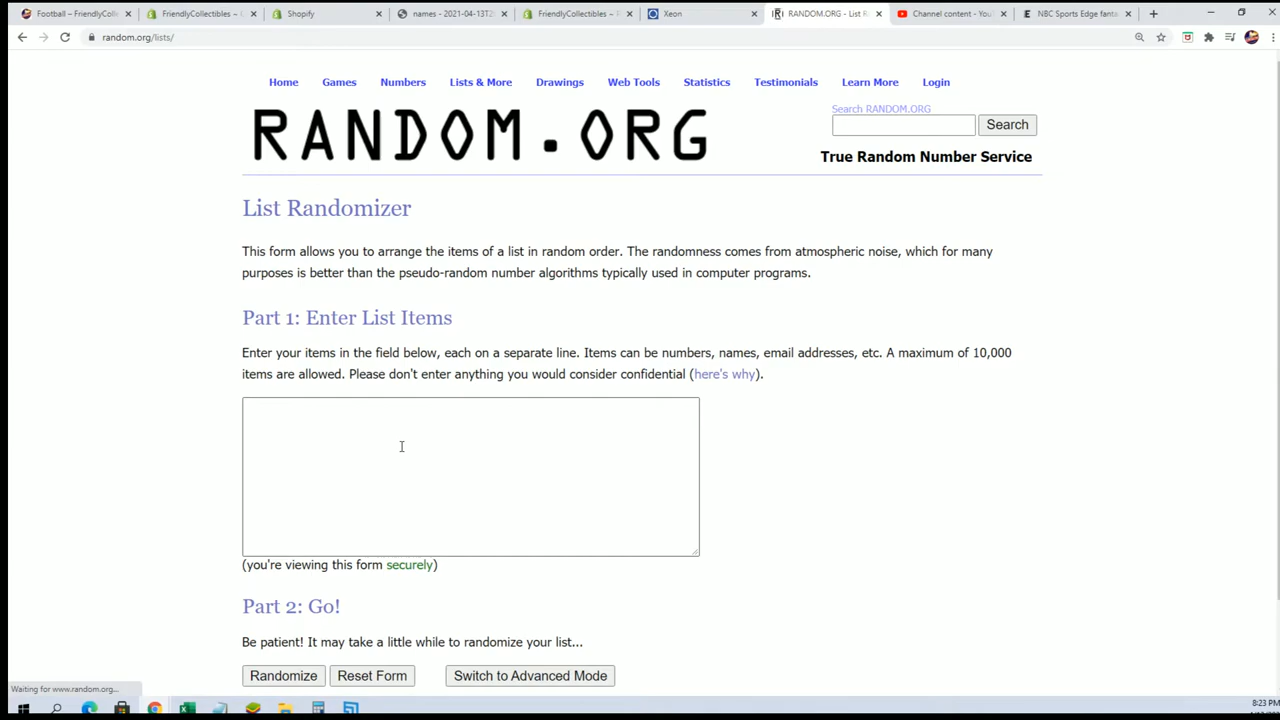 Football – FriendlyColle
FriendlyCollectibles ~
Shopify
names - 2021-04-13T2
FriendlyCollectibles ~
Xeon
RANDOM.ORG - List R
Channel content - You
NBC Sports Edge fanta
random.org/lists/
Home Games Numbers Lists & More Drawings Web Tools Statistics Testimonials Learn More Login
RANDOM.ORG
Search RANDOM.ORG
Search
True Random Number Service
List Randomizer
This form allows you to arrange the items of a list in random order. The randomness comes from atmospheric noise, which for many
purposes is better than the pseudo-random number algorithms typically used in computer programs.
Part 1: Enter List Items
Enter your items in the field below, each on a separate line. Items can be numbers, names, email addresses, etc. A maximum of 10,000
items are allowed. Please don't enter anything you would consider confidential (here's why).
(you're viewing this form securely)
Part 2: Go!
Be patient! It may take a little while to randomize your list...
Randomize Reset Form Switch to Advanced Mode
Waiting for www.random.org...
8:23 PM